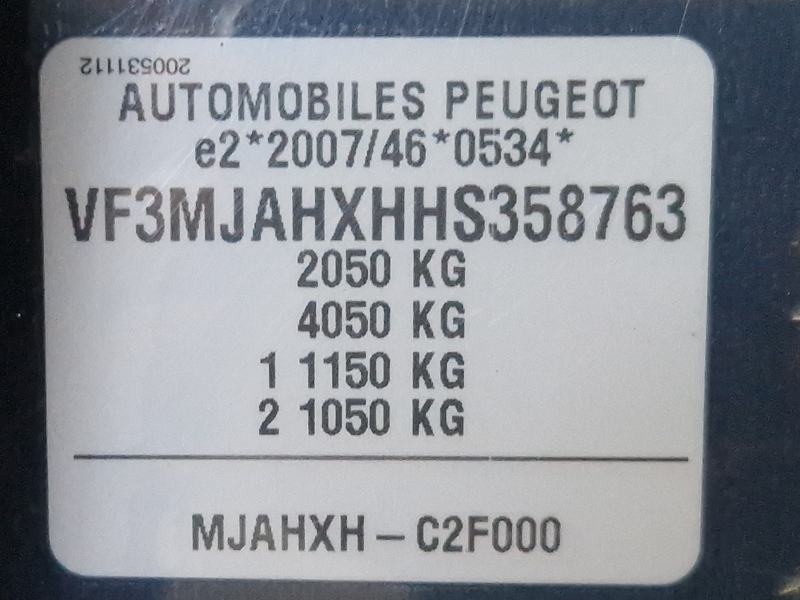 200531112
AUTOMOBILES PEUGEOT
e2*2007/46*0534*
VF3MJAHXHHS358763
2050 KG
4050 KG
1 1150 KG
2 1050 KG
MJAHXH – C2F000